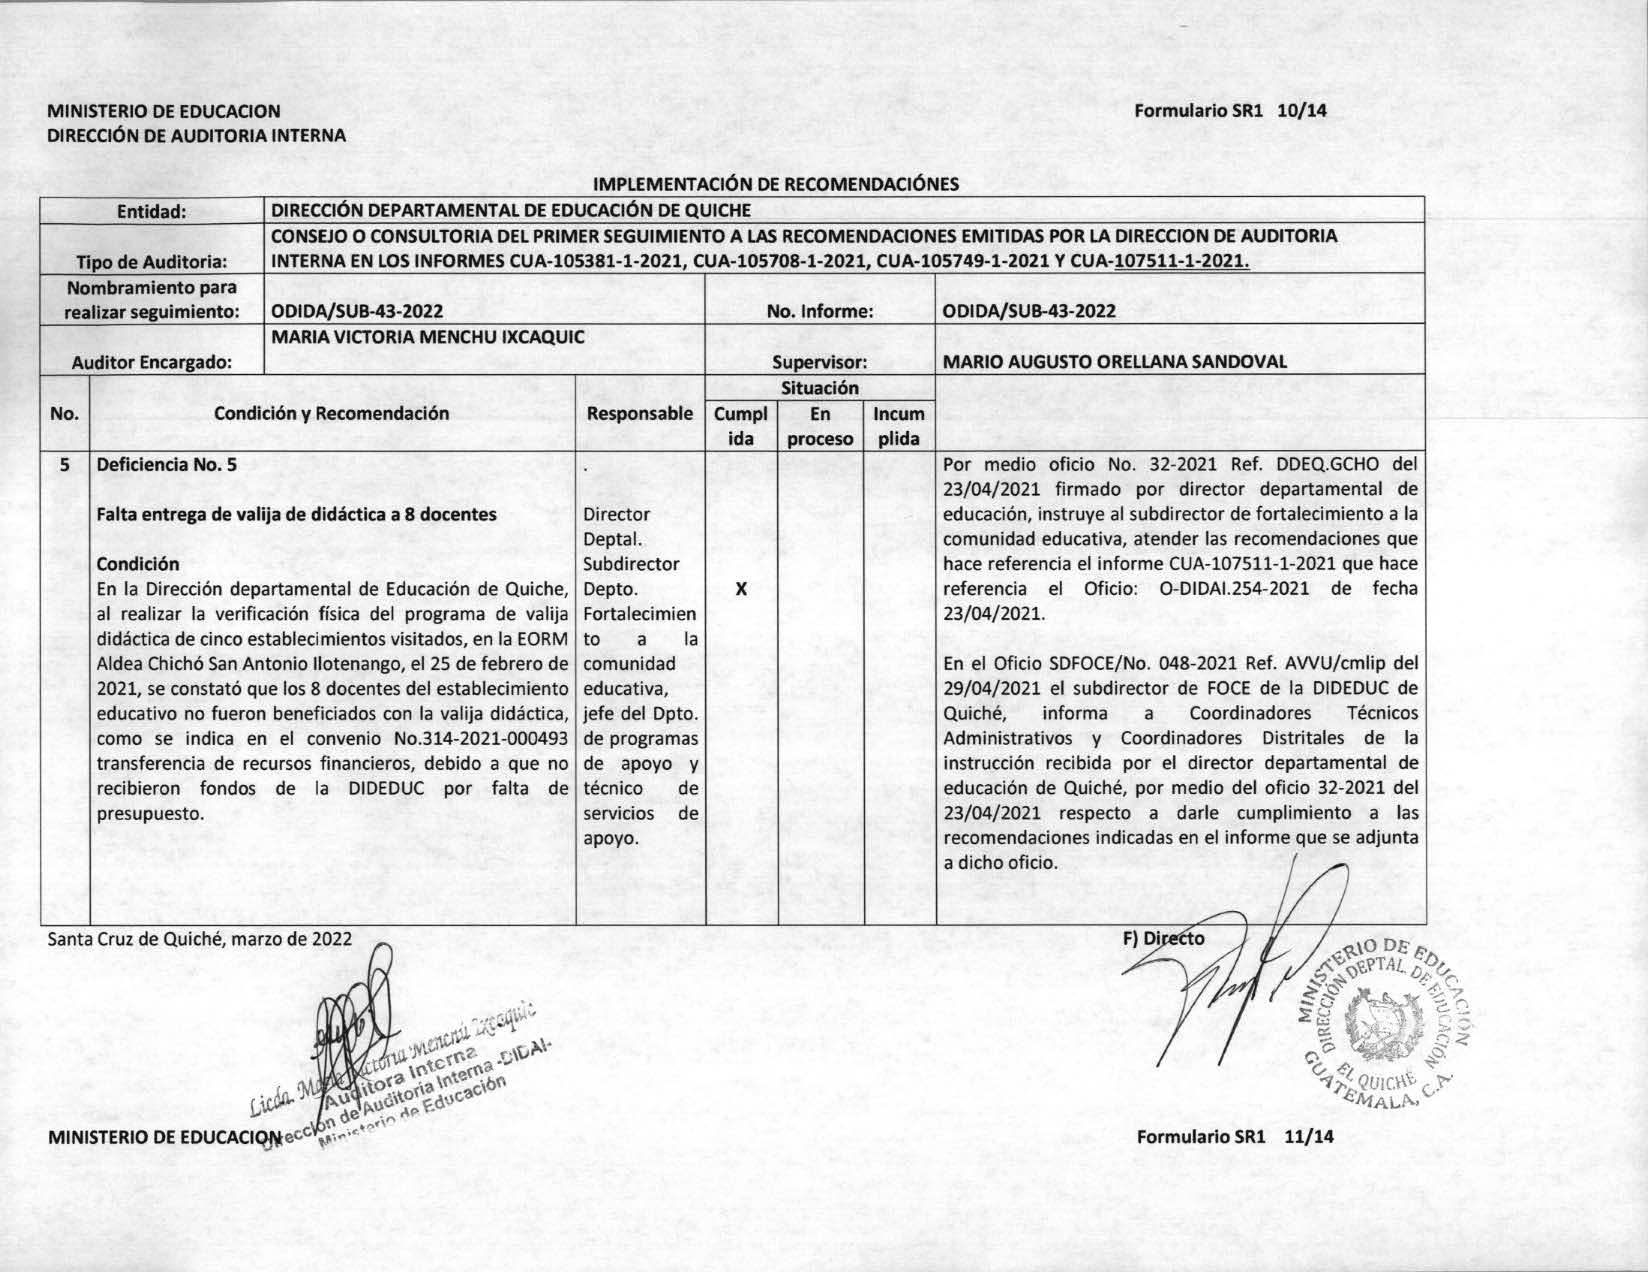 MINISTERIO DE EDUCACION
Formulario SR1 10/14
DIRECCIÓN DE AUDITORIA INTERNA
IMPLEMENTACIÓN DE RECOMENDACIÓNES
Entidad:
DIRECCIÓN DEPARTAMENTAL DE EDUCACIÓN DE QUICHE
Tipo de Auditoria:
CONSEJO O CONSULTORIA DEL PRIMER SEGUIMIENTO A LAS RECOMENDACIONES EMITIDAS POR LA DIRECCION DE AUDITORIA
INTERNA EN LOS INFORMES CUA-105381-1-2021, CUA-105708-1-2021, CUA-105749-1-2021 Y CUA-107511-1-2021.
Nombramiento para
realizar seguimiento:
ODIDA/SUB-43-2022
No. Informe:
ODIDA/SUB-43-2022
Auditor Encargado:
MARIA VICTORIA MENCHU IXCAQUIC
Supervisor:
MARIO AUGUSTO ORELLANA SANDOVAL
No.
Condición y Recomendación
Responsable
Situación
Cumpl
ida
En
proceso
Incum
plida
5
Deficiencia No. 5
Falta entrega de valija de didáctica a 8 docentes
Condición
En la Dirección departamental de Educación de Quiche,
al realizar la verificación física del programa de valija
didáctica de cinco establecimientos visitados, en la EORM
Aldea Chichó San Antonio Ilotenango, el 25 de febrero de
2021, se constató que los 8 docentes del establecimiento
educativo no fueron beneficiados con la valija didáctica,
como se indica en el convenio No.314-2021-000493
transferencia de recursos financieros, debido a que no
recibieron fondos de la DIDEDUC por falta de
presupuesto.
.
Director
Deptal.
Subdirector
Depto.
Fortalecimien
to a la
comunidad
educativa,
jefe del Dpto.
de programas
de apoyo y
técnico de
servicios de
apoyo.
X
Por medio oficio No. 32-2021 Ref. DDEQ.GCHO del
23/04/2021 firmado por director departamental de
educación, instruye al subdirector de fortalecimiento a la
comunidad educativa, atender las recomendaciones que
hace referencia el informe CUA-107511-1-2021 que hace
referencia el Oficio: O-DIDAI.254-2021 de fecha
23/04/2021.
En el Oficio SDFOCE/No. 048-2021 Ref. AVVU/cmlip del
29/04/2021 el subdirector de FOCE de la DIDEDUC de
Quiché, informa a Coordinadores Técnicos
Administrativos y Coordinadores Distritales de la
instrucción recibida por el director departamental de
educación de Quiché, por medio del oficio 32-2021 del
23/04/2021 respecto a darle cumplimiento a las
recomendaciones indicadas en el informe que se adjunta
a dicho oficio.
Santa Cruz de Quiché, marzo de 2022
F) Directo
Licda. Victoria Menchú Ixcaquic
Auditora Interna
Dirección de Auditoria Interna -DIDAI-
Ministerio de Educación
MINISTERIO DE EDUCACIÓN
DIRECCIÓN DEPTAL. DE EDUCACIÓN
EL QUICHÉ
GUATEMALA, C.A.
MINISTERIO DE EDUCACION
Formulario SR1 11/14